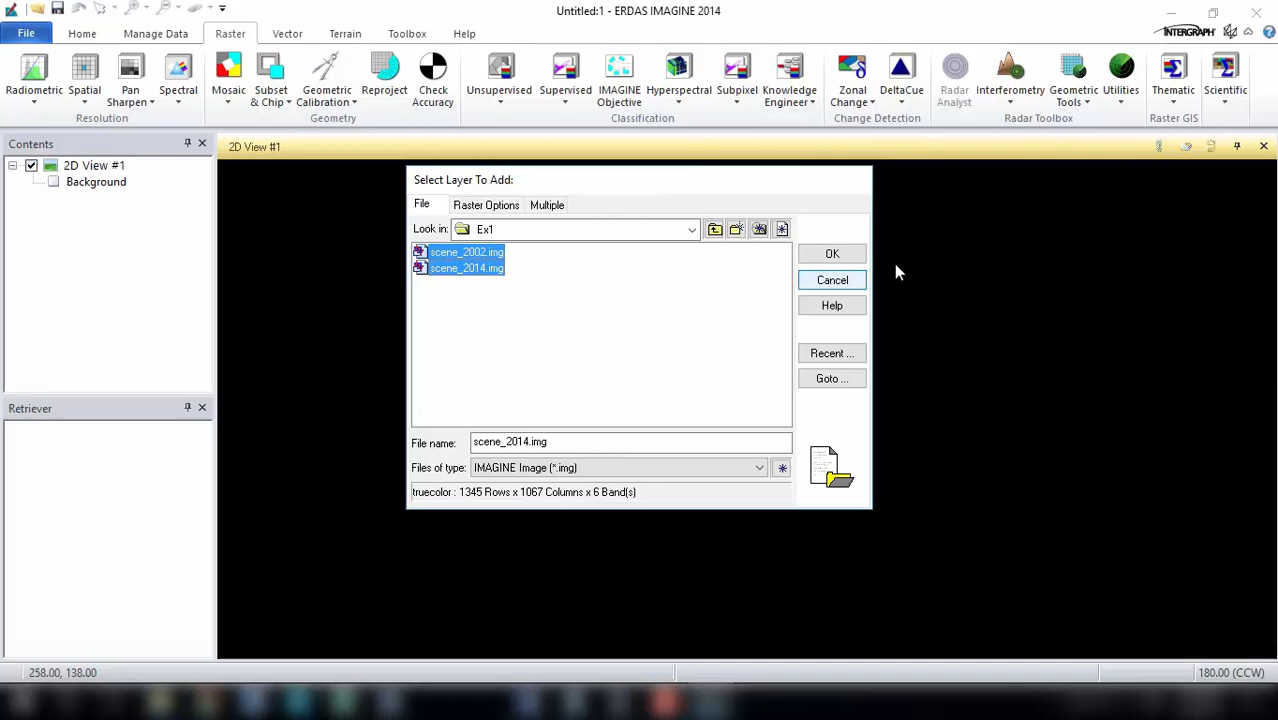 Untitled:1 - ERDAS IMAGINE 2014
File Home Manage Data Raster Vector Terrain Toolbox Help
INTERGRAPH
Radiometric Spatial Pan Sharpen Spectral Mosaic Subset & Chip Geometric Calibration Reproject Check Accuracy Unsupervised Supervised IMAGINE Objective Hyperspectral Subpixel Knowledge Engineer Zonal Change DeltaCue Radar Analyst Interferometry Geometric Tools Utilities Thematic Scientific
Resolution Geometry Classification Change Detection Radar Toolbox Raster GIS
Contents
2D View #1
Background
Retriever
2D View #1
Select Layer To Add:
File Raster Options Multiple
Look in: Ex1
scene_2002.img
scene_2014.img
OK
Cancel
Help
Recent ...
Goto ...
File name: scene_2014.img
Files of type: IMAGINE Image (*.img)
truecolor : 1345 Rows x 1067 Columns x 6 Band(s)
258.00, 138.00
180.00 (CCW)